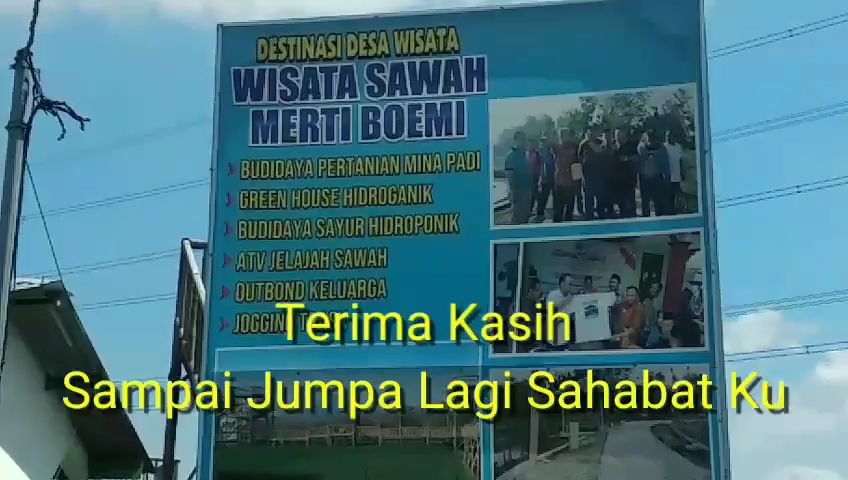 DESTINASI DESA WISATA
WISATA SAWAH
MERTI BOEMI
BUDIDAYA PERTANIAN MINA PADI
GREEN HOUSE HIDROGANIK
BUDIDAYA SAYUR HIDROPONIK
ATV JELAJAH SAWAH
OUTBOND KELUARGA
JOGGING
Terima Kasih
Sampai Jumpa Lagi Sahabat Ku